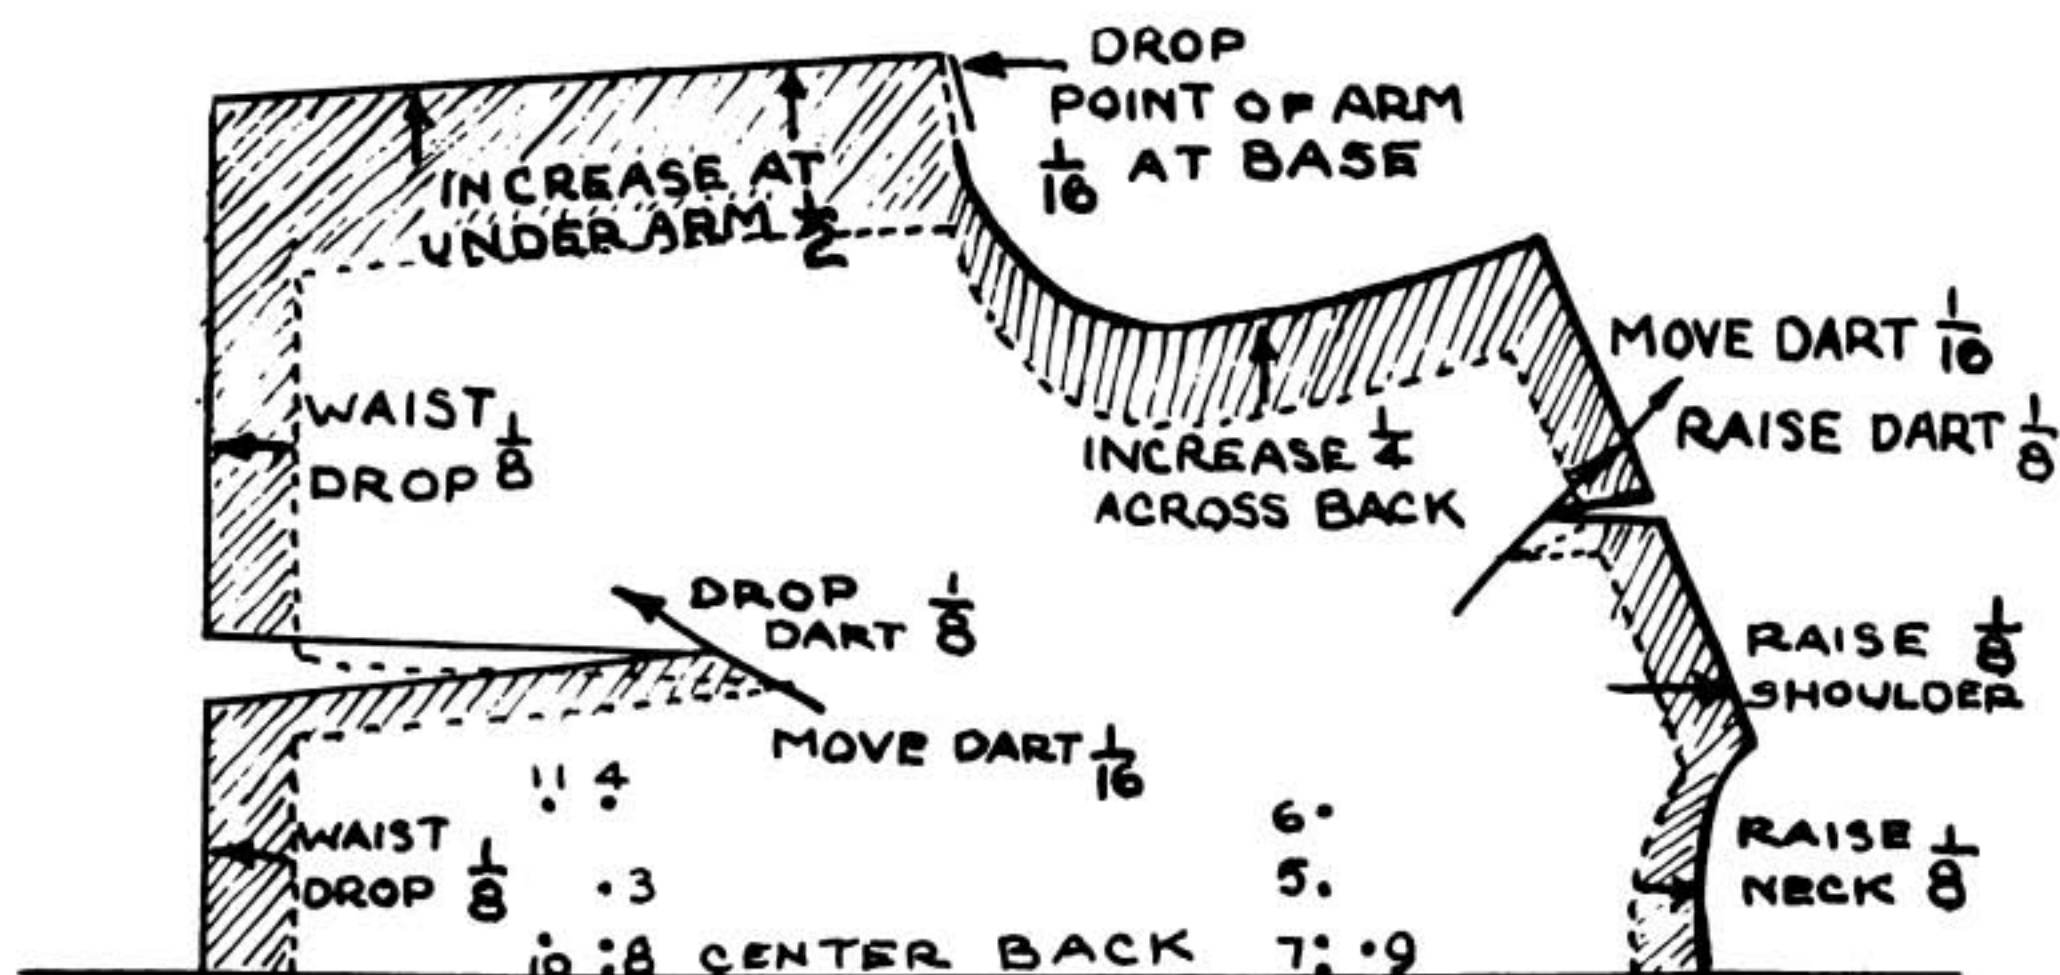 DROP
POINT OF ARM
1/16 AT BASE
INCREASE AT
UNDER ARM 1/2
MOVE DART 1/16
RAISE DART 1/8
WAIST
DROP 1/8
INCREASE 1/4
ACROSS BACK
DROP
DART 1/8
RAISE 1/8
SHOULDER
MOVE DART 1/16
11 4
6
WAIST
DROP 1/8
3
5
RAISE
NECK 1/8
10 8 CENTER BACK 7 9